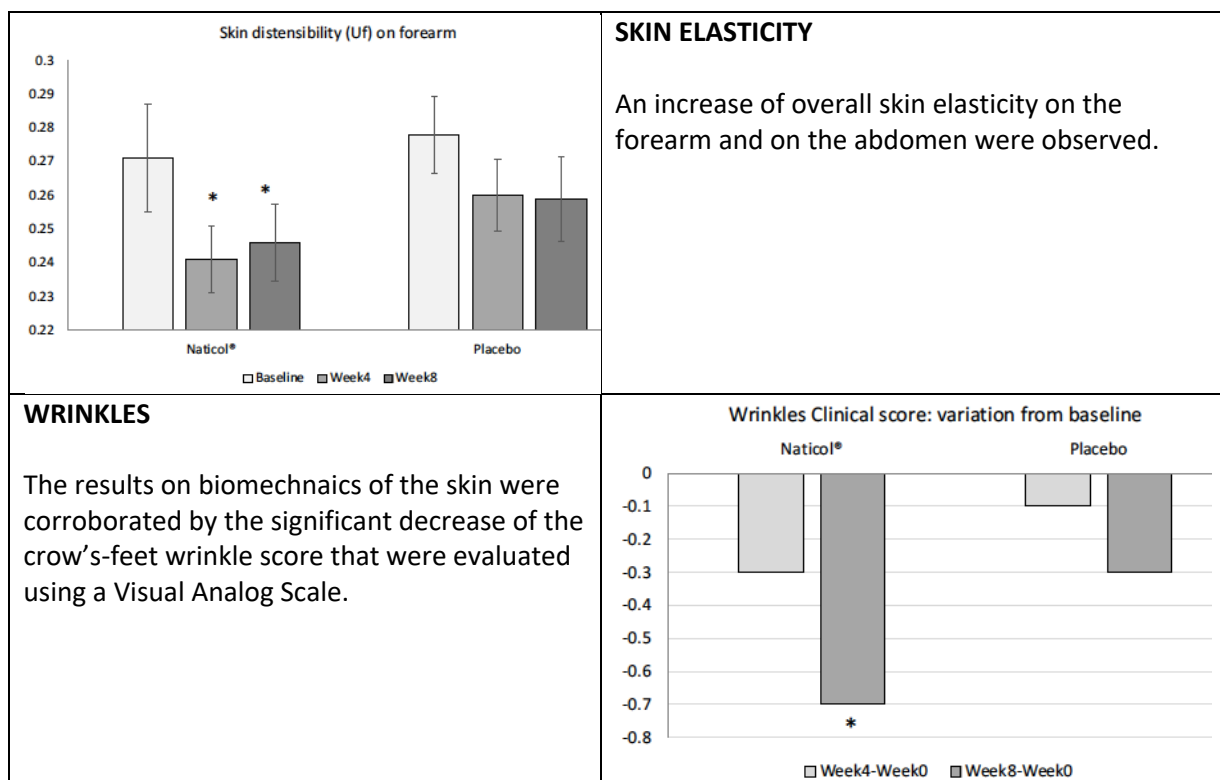 Skin distensibility (Uf) on forearm
0.3
0.29
0.28
0.27
0.26
0.25
0.24
0.23
0.22
*
*
Naticol®
Placebo
Baseline Week4 Week8
SKIN ELASTICITY
An increase of overall skin elasticity on the
forearm and on the abdomen were observed.
WRINKLES
The results on biomechnaics of the skin were
corroborated by the significant decrease of the
crow’s-feet wrinkle score that were evaluated
using a Visual Analog Scale.
Wrinkles Clinical score: variation from baseline
Naticol®
Placebo
0
-0.1
-0.2
-0.3
-0.4
-0.5
-0.6
-0.7
-0.8
*
Week4-Week0 Week8-Week0